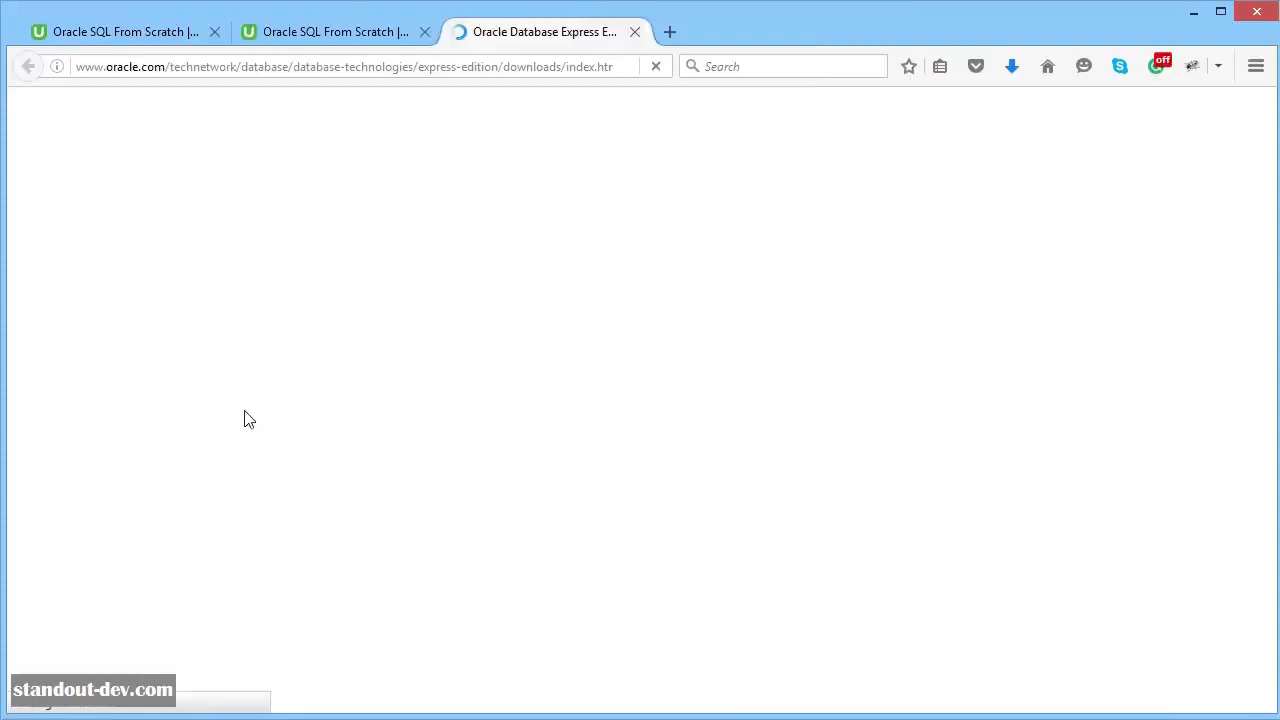 Oracle SQL From Scratch |...
Oracle SQL From Scratch |...
Oracle Database Express E...
www.oracle.com/technetwork/database/database-technologies/express-edition/downloads/index.htr
Search
off
standout-dev.com